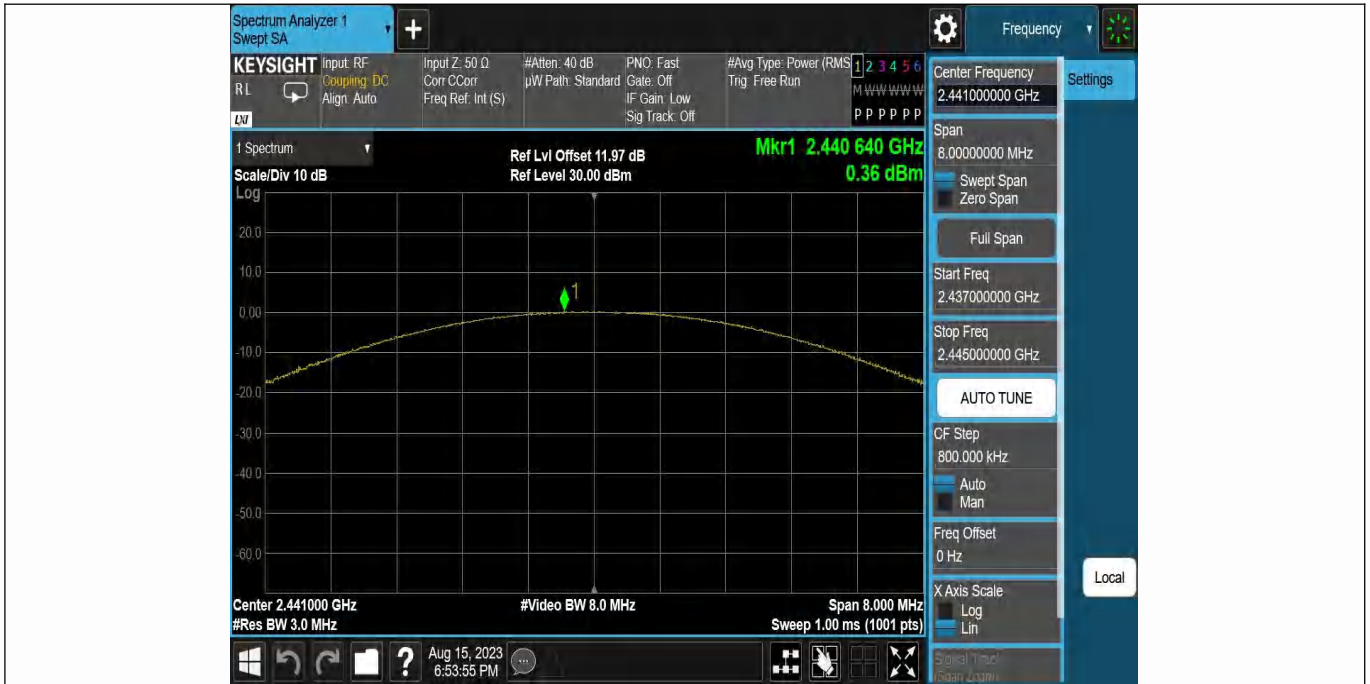 Spectrum Analyzer 1
Swept SA
+
Frequency
KEYSIGHT
RL
LXI
Input: RF
Coupling: DC
Align: Auto
Input Z: 50 Ω
Corr CCorr
Freq Ref: Int (S)
#Atten: 40 dB
µW Path: Standard
PNO: Fast
Gate: Off
IF Gain: Low
Sig Track: Off
#Avg Type: Power (RMS
Trig: Free Run
1 2 3 4 5 6
M W W W W W
P P P P P P
Center Frequency
2.441000000 GHz
Settings
1 Spectrum
Scale/Div 10 dB
Ref Lvl Offset 11.97 dB
Ref Level 30.00 dBm
Mkr1 2.440 640 GHz
0.36 dBm
Span
8.00000000 MHz
Swept Span
Zero Span
Full Span
Start Freq
2.437000000 GHz
Stop Freq
2.445000000 GHz
AUTO TUNE
CF Step
800.000 kHz
Auto
Man
Freq Offset
0 Hz
X Axis Scale
Log
Lin
Signal Track
(Span Zoom)
Local
Log
20.0
10.0
0.00
-10.0
-20.0
-30.0
-40.0
-50.0
-60.0
1
Center 2.441000 GHz
#Res BW 3.0 MHz
#Video BW 8.0 MHz
Span 8.000 MHz
Sweep 1.00 ms (1001 pts)
?
Aug 15, 2023
6:53:55 PM